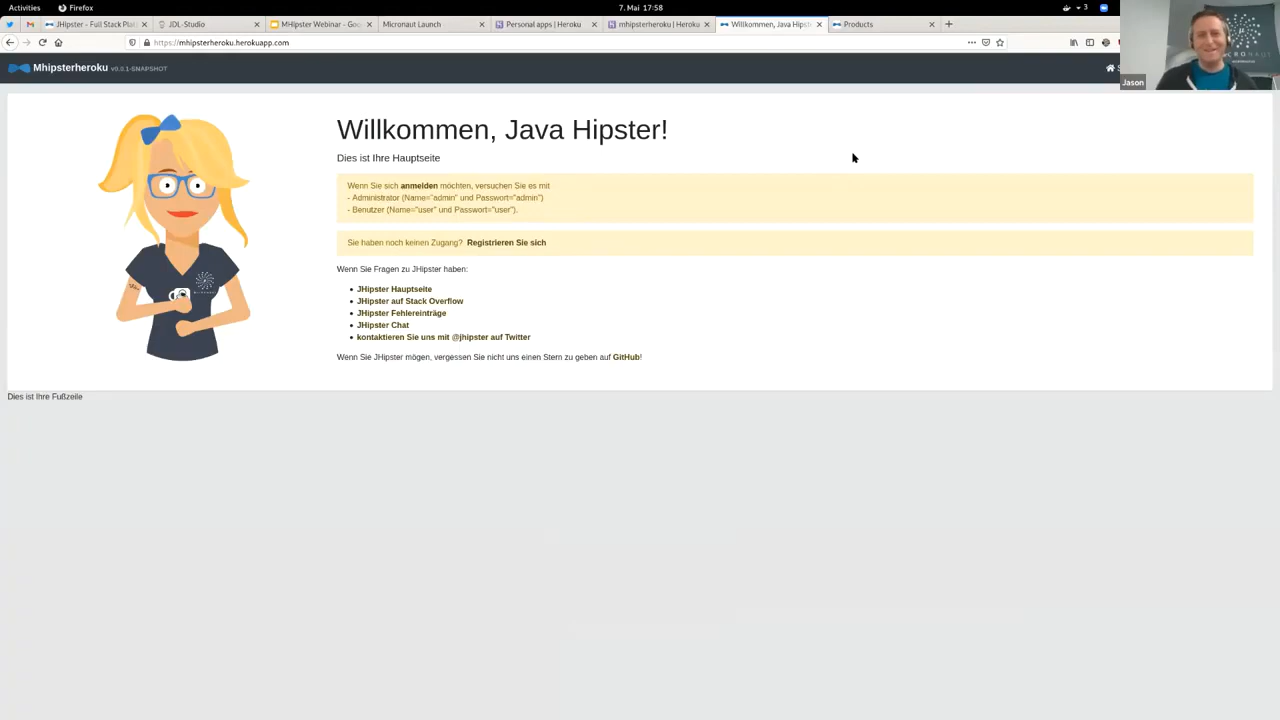 Activities Firefox 7. Mai 17:58 3
JHipster - Full Stack Plat JDL-Studio MHipster Webinar - Goo Micronaut Launch Personal apps | Heroku mhipsterheroku | Heroku Willkommen, Java Hips Products
https://mhipsterheroku.herokuapp.com
Mhipsterheroku v0.0.1-SNAPSHOT
Jason
Willkommen, Java Hipster!
Dies ist Ihre Hauptseite
Wenn Sie sich anmelden möchten, versuchen Sie es mit
- Administrator (Name="admin" und Passwort="admin")
- Benutzer (Name="user" und Passwort="user").
Sie haben noch keinen Zugang? Registrieren Sie sich
Wenn Sie Fragen zu JHipster haben:
JHipster Hauptseite
JHipster auf Stack Overflow
JHipster Fehlereinträge
JHipster Chat
kontaktieren Sie uns mit @jhipster auf Twitter
Wenn Sie JHipster mögen, vergessen Sie nicht uns einen Stern zu geben auf GitHub!
Dies ist Ihre Fußzeile